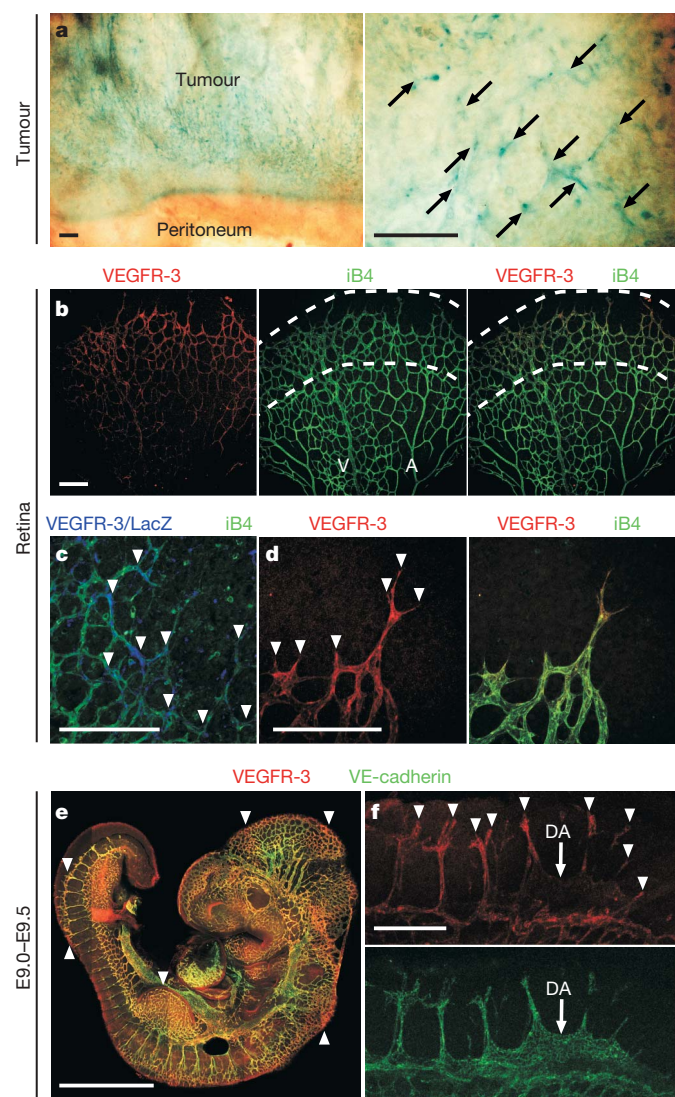 a
Tumour
Tumour
Peritoneum
VEGFR-3
iB4
VEGFR-3 iB4
b
V
A
Retina
VEGFR-3/LacZ iB4
VEGFR-3
VEGFR-3 iB4
c
d
VEGFR-3 VE-cadherin
e
f
DA
DA
E9.0–E9.5